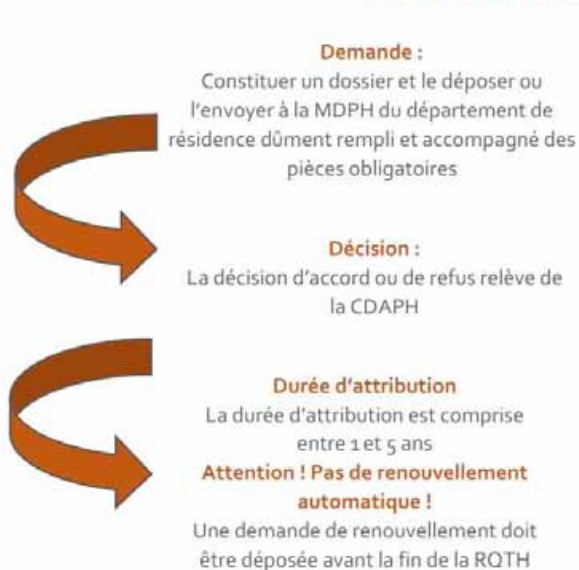 Demande :
Constituer un dossier et le déposer ou
l'envoyer à la MDPH du département de
résidence dûment rempli et accompagné des
pièces obligatoires
Décision :
La décision d'accord ou de refus relève de
la CDAPH
Durée d'attribution
La durée d'attribution est comprise
entre 1 et 5 ans
Attention ! Pas de renouvellement
automatique !
Une demande de renouvellement doit
être déposée avant la fin de la RQTH